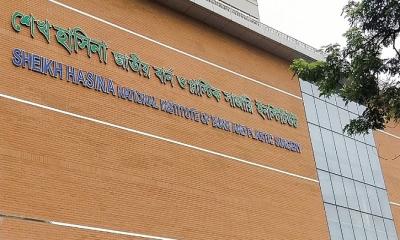 শেখ হাসিনা জাতীয় বার্ন ও প্লাস্টিক সার্জারি ইনস্টিটিউট
SHEIKH HASINA NATIONAL INSTITUTE OF BURN AND PLASTIC SURGERY